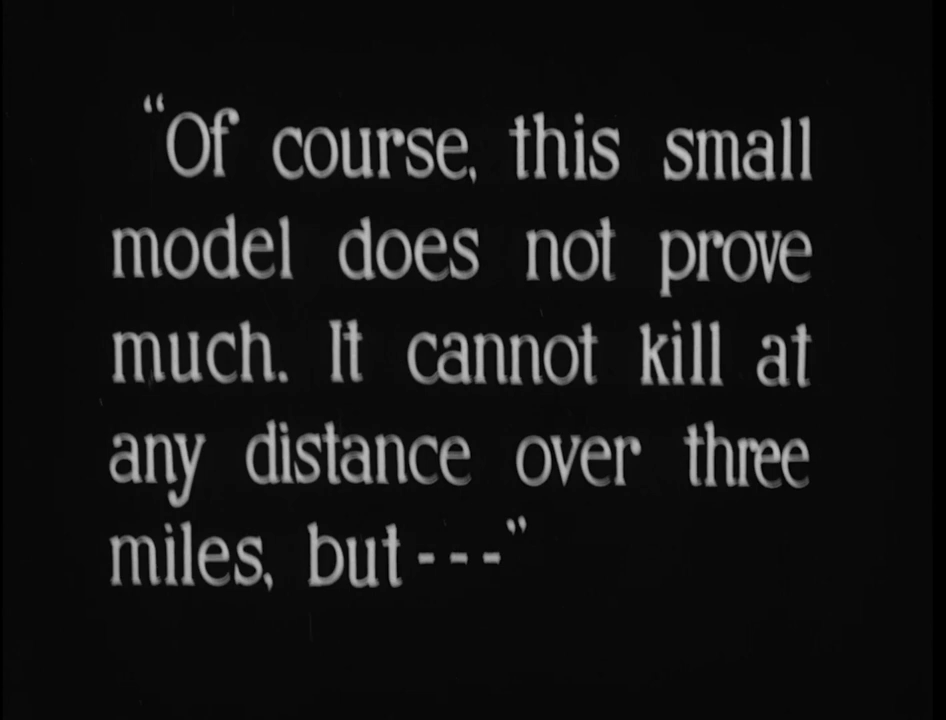 “Of course, this small
model does not prove
much. It cannot kill at
any distance over three
miles, but---”